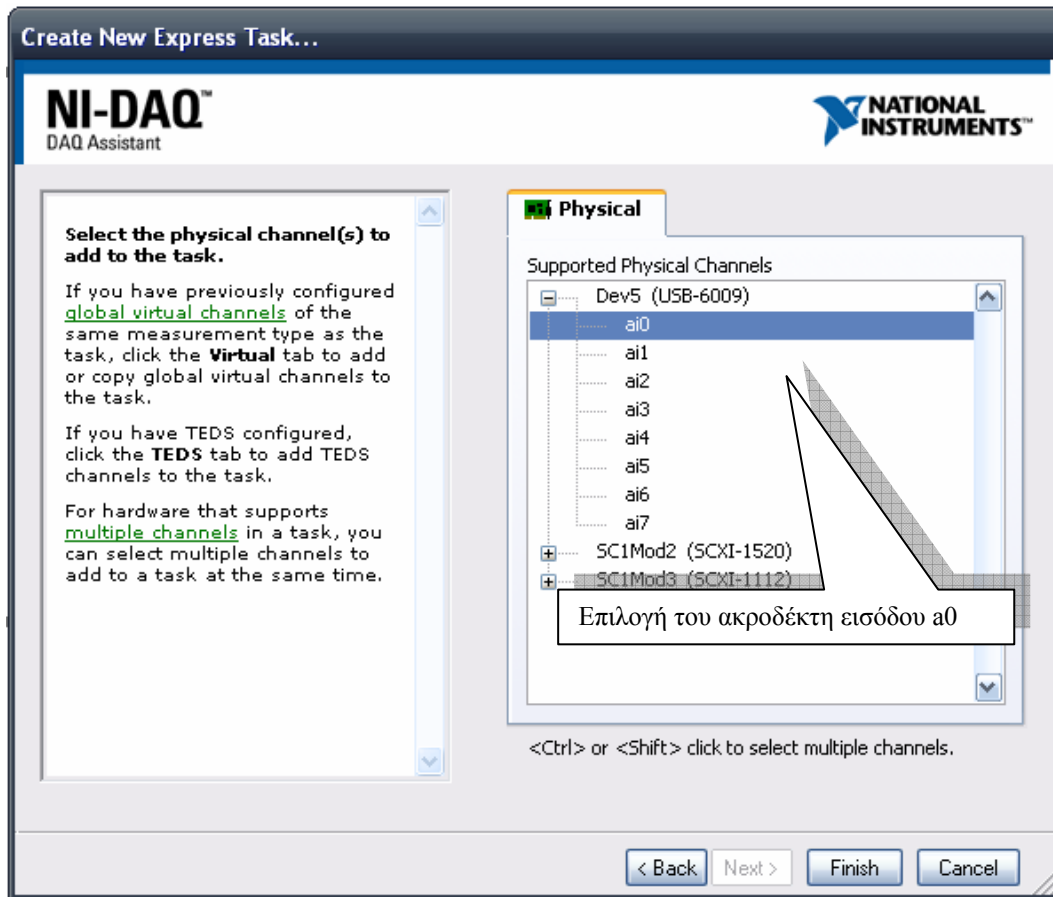 Create New Express Task...
NI-DAQ™
DAQ Assistant
NATIONAL
INSTRUMENTS™
Select the physical channel(s) to
add to the task.
If you have previously configured
global virtual channels of the
same measurement type as the
task, click the Virtual tab to add
or copy global virtual channels to
the task.
If you have TEDS configured,
click the TEDS tab to add TEDS
channels to the task.
For hardware that supports
multiple channels in a task, you
can select multiple channels to
add to a task at the same time.
Physical
Supported Physical Channels
Dev5 (USB-6009)
ai0
ai1
ai2
ai3
ai4
ai5
ai6
ai7
SC1Mod2 (SCXI-1520)
SC1Mod3 (SCXI-1112)
Επιλογή του ακροδέκτη εισόδου a0
<Ctrl> or <Shift> click to select multiple channels.
< Back
Next >
Finish
Cancel